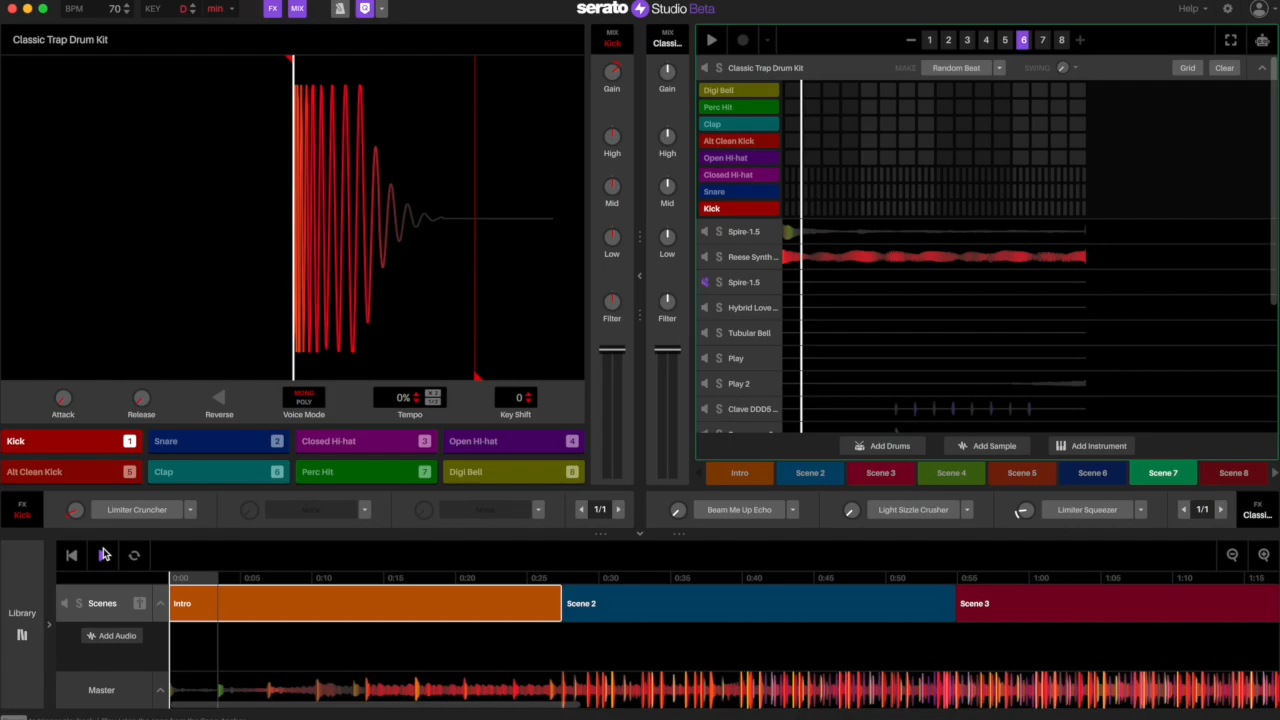 BPM 70 KEY D min FX MIX serato Studio Beta Help
Classic Trap Drum Kit
MIX
Kick
Gain
High
Mid
Low
Filter
MIX
Classi...
Gain
High
Mid
Low
Filter
1 2 3 4 5 6 7 8
Classic Trap Drum Kit MAKE Random Beat SWING Grid Clear
Digi Bell
Perc Hit
Clap
Alt Clean Kick
Open Hi-hat
Closed Hi-hat
Snare
Kick
S Spire-1.5
S Reese Synth ...
S Spire-1.5
S Hybrid Love ...
S Tubular Bell
S Play
S Play 2
S Clave DDD5 ...
Add Drums Add Sample Add Instrument
MONO
POLY
0% X 2
1/2
0
Attack Release Reverse Voice Mode Tempo Key Shift
Kick 1 Snare 2 Closed Hi-hat 3 Open Hi-hat 4
Alt Clean Kick 5 Clap 6 Perc Hit 7 Digi Bell 8
Intro Scene 2 Scene 3 Scene 4 Scene 5 Scene 6 Scene 7 Scene 8
FX
Kick
Limiter Cruncher None None 1/1
Beam Me Up Echo Light Sizzle Crusher Limiter Squeezer 1/1
FX
Classi...
0:00 0:05 0:10 0:15 0:20 0:25 0:30 0:35 0:40 0:45 0:50 0:55 1:00 1:05 1:10 1:15
Library
S Scenes
Intro Scene 2 Scene 3
Add Audio
Master